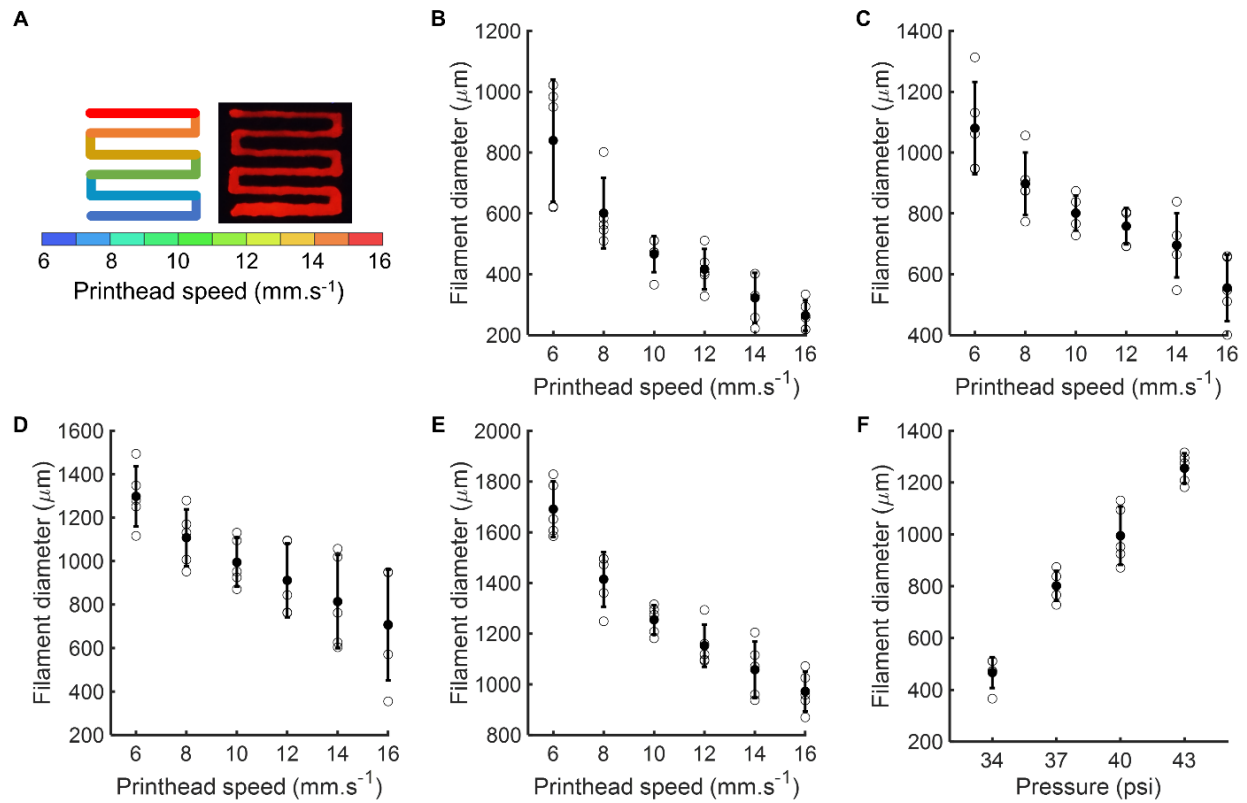 A
6 8 10 12 14 16
Printhead speed (mm.s⁻¹)
B
Filament diameter (μm)
1200
1000
800
600
400
200
6 8 10 12 14 16
Printhead speed (mm.s⁻¹)
C
Filament diameter (μm)
1400
1200
1000
800
600
400
6 8 10 12 14 16
Printhead speed (mm.s⁻¹)
D
Filament diameter (μm)
1600
1400
1200
1000
800
600
400
200
6 8 10 12 14 16
Printhead speed (mm.s⁻¹)
E
Filament diameter (μm)
2000
1800
1600
1400
1200
1000
800
6 8 10 12 14 16
Printhead speed (mm.s⁻¹)
F
Filament diameter (μm)
1400
1200
1000
800
600
400
200
34 37 40 43
Pressure (psi)